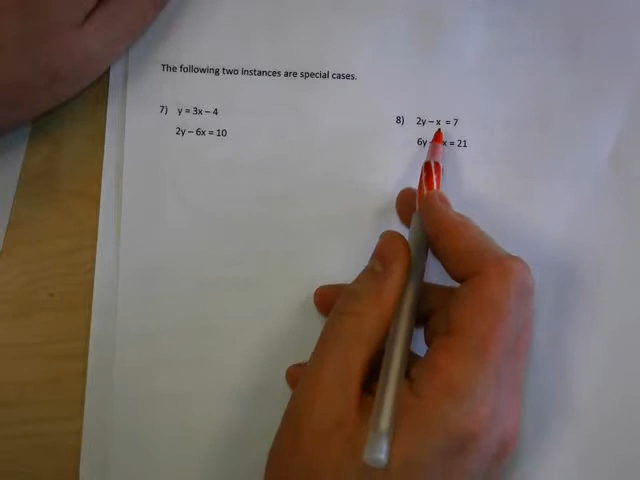 The following two instances are special cases.
7) y = 3x – 4
2y – 6x = 10
8) 2y – x = 7
6y x = 21